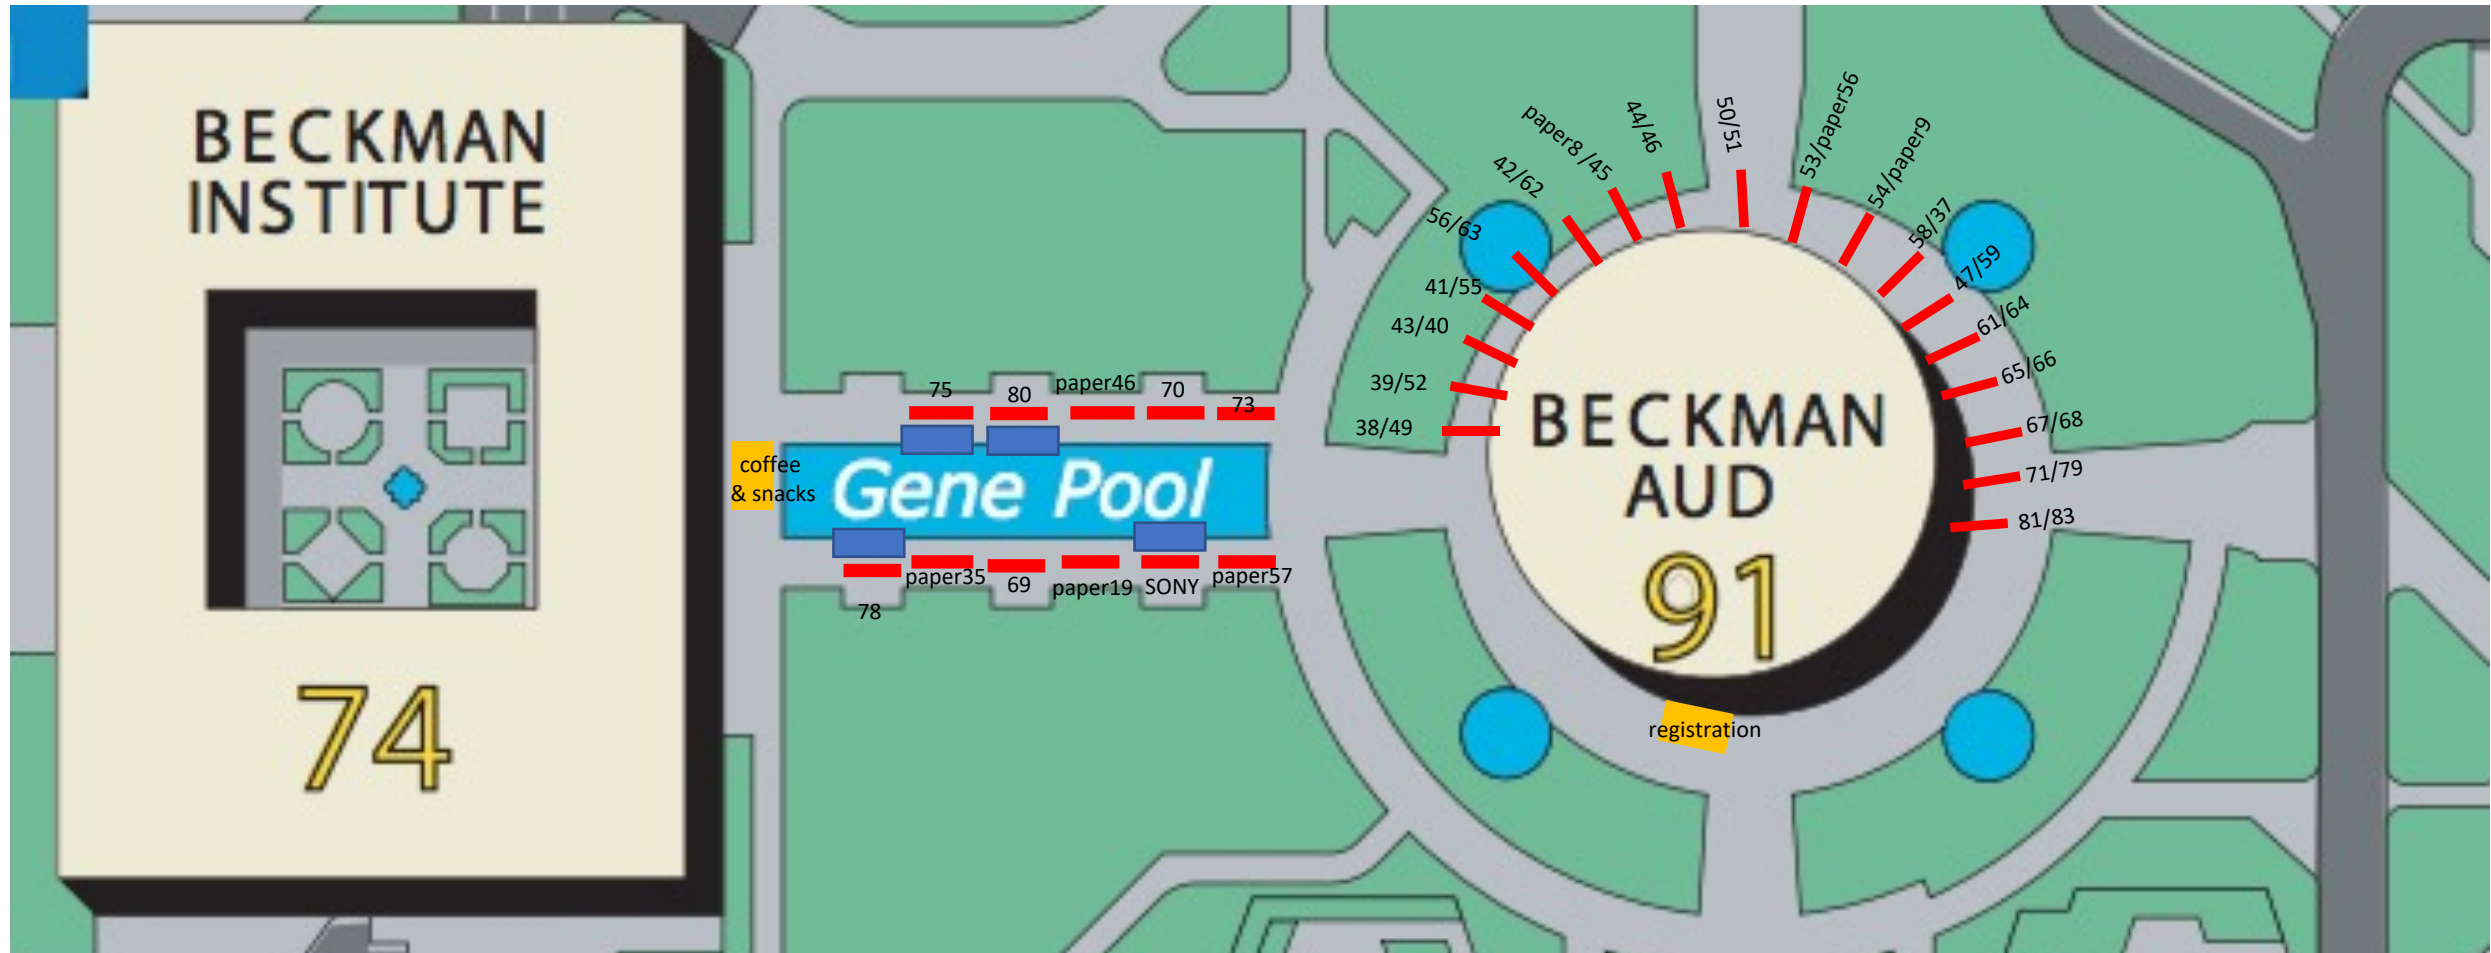 BECKMAN
INSTITUTE
74
coffee
& snacks
75
80
paper46
70
73
Gene Pool
78
paper35
69
paper19
SONY
paper57
38/49
39/52
43/40
41/55
56/63
42/62
paper8 /45
44/46
50/51
53/paper56
54/paper9
58/37
47/59
61/64
65/66
67/68
71/79
81/83
BECKMAN
AUD
91
registration